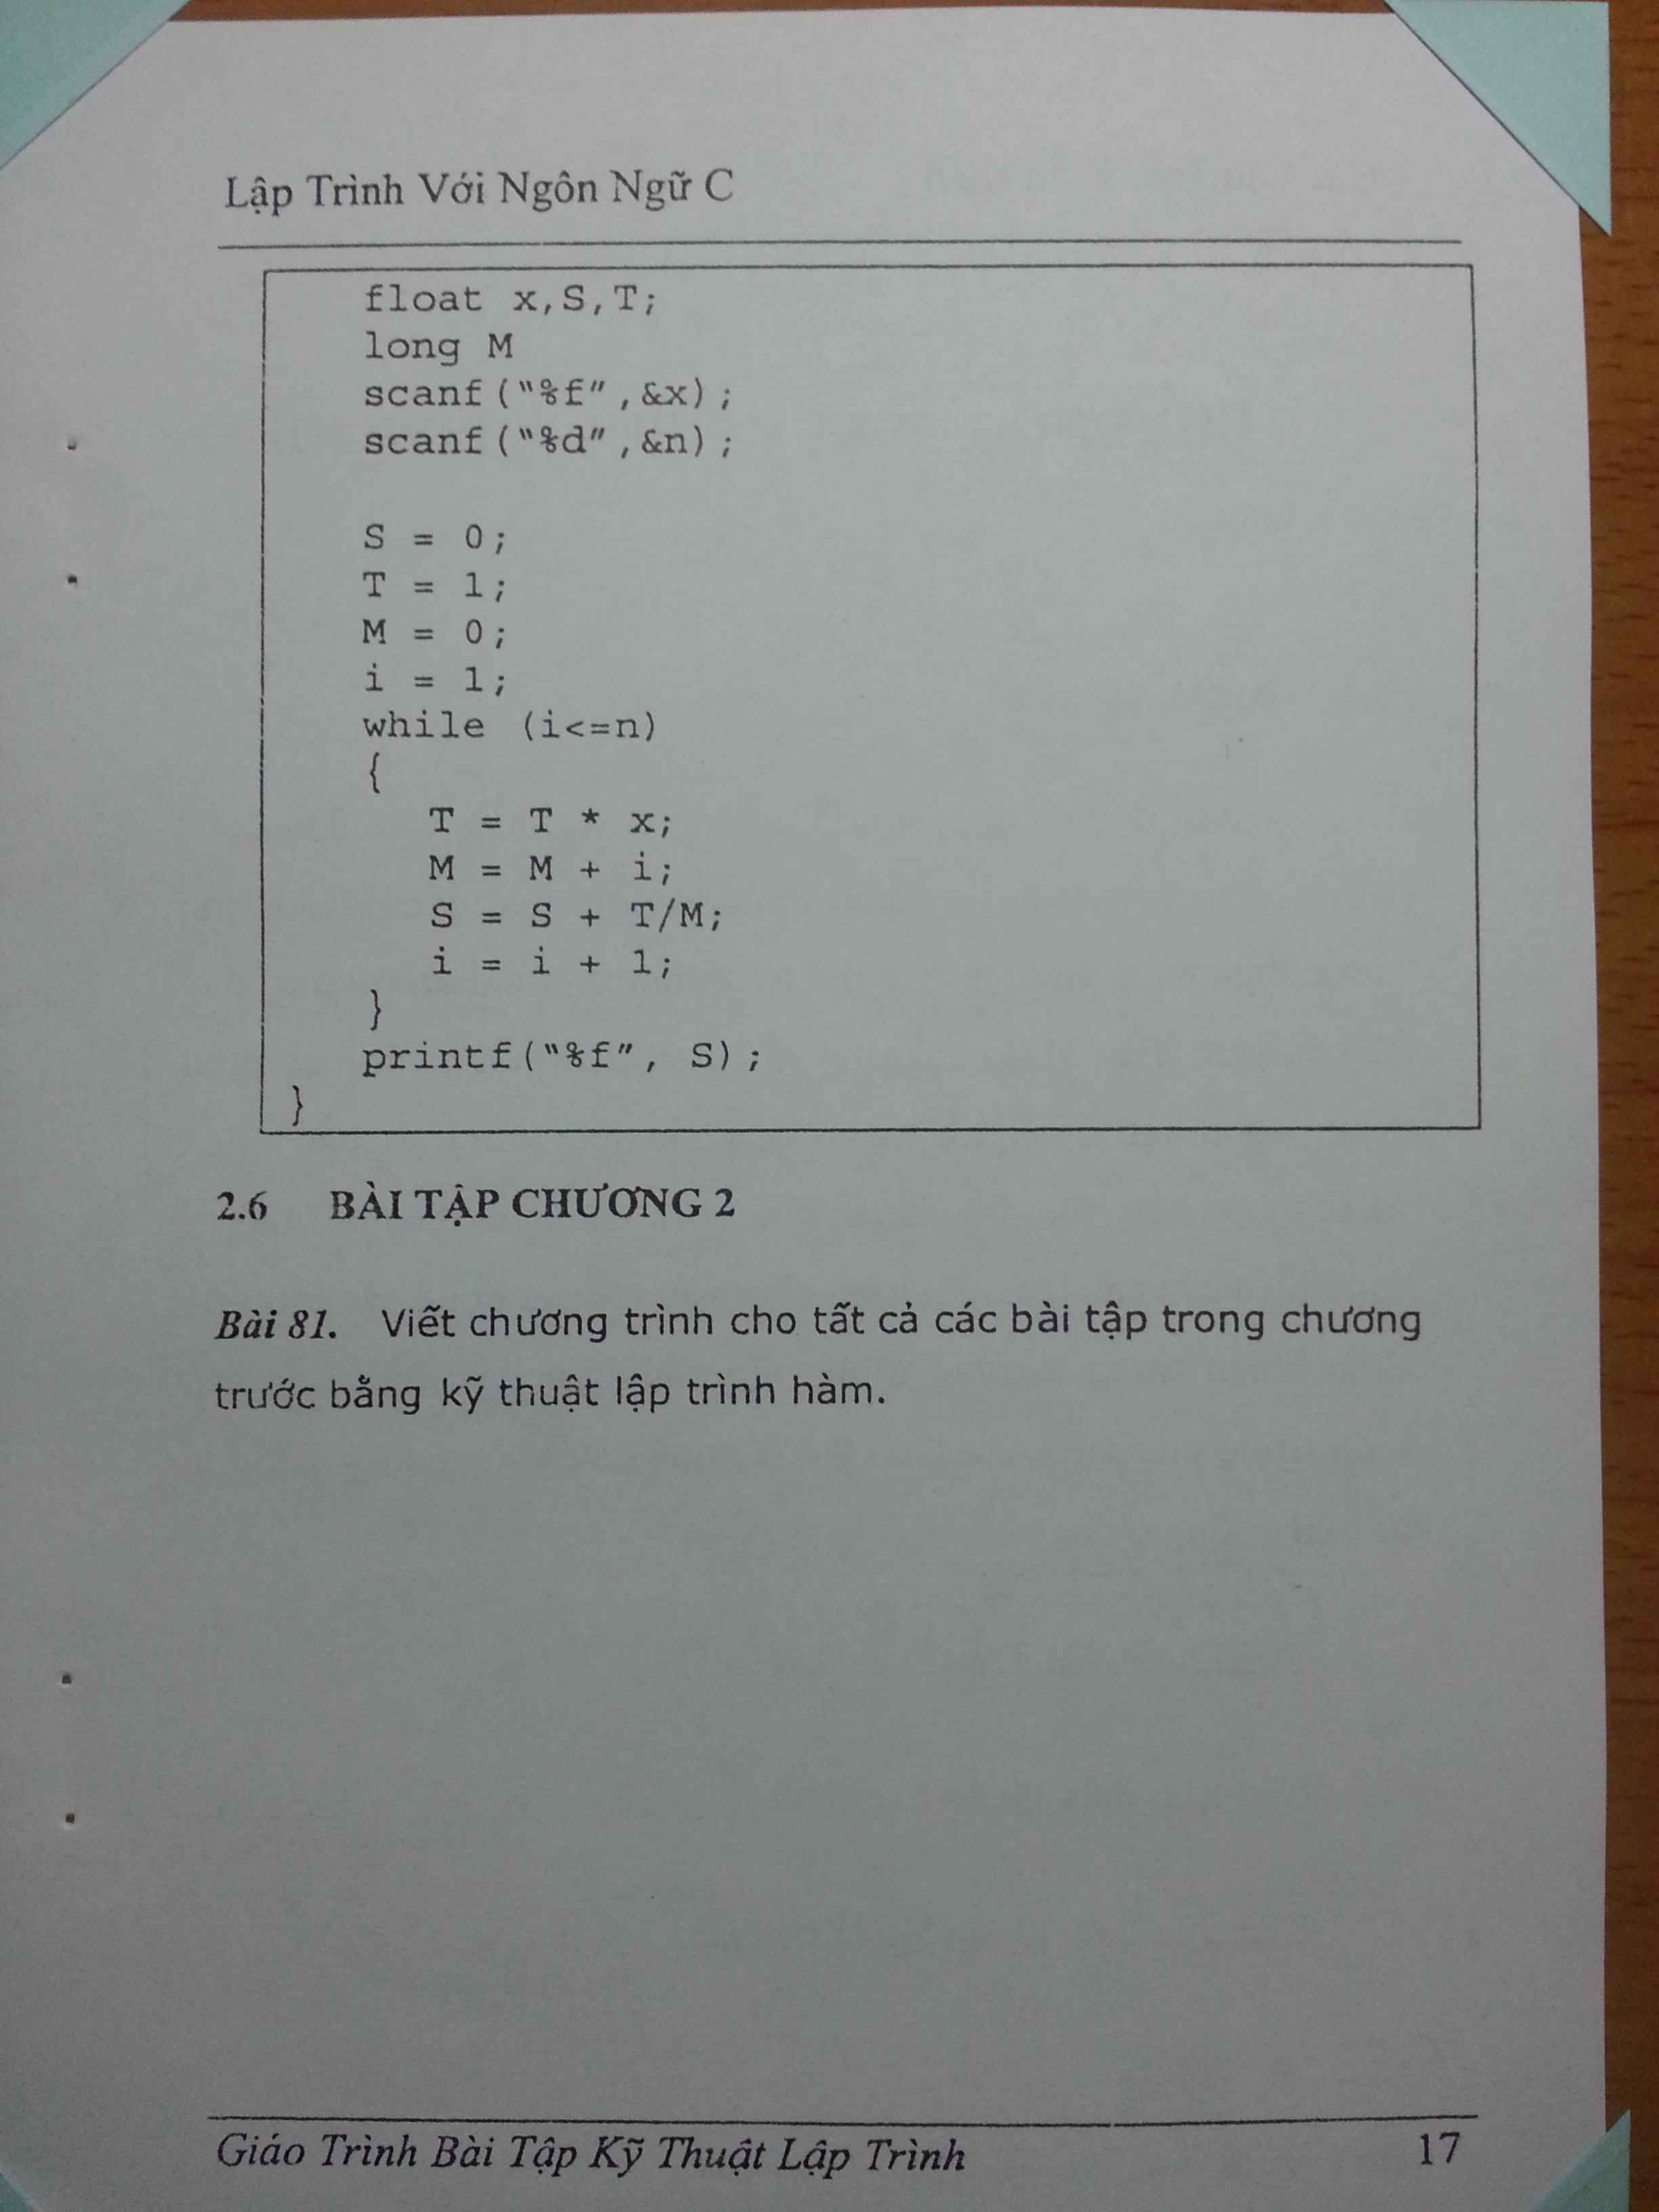 Lập Trình Với Ngôn Ngữ C
float x,S,T;
long M
scanf("%f",&x);
scanf("%d",&n);
S = 0;
T = 1;
M = 0;
i = 1;
while (i<=n)
{
T = T * x;
M = M + i;
S = S + T/M;
i = i + 1;
}
printf("%f", S);
}
2.6 BÀI TẬP CHƯƠNG 2
Bài 81. Viết chương trình cho tất cả các bài tập trong chương
trước bằng kỹ thuật lập trình hàm.
Giáo Trình Bài Tập Kỹ Thuật Lập Trình 17